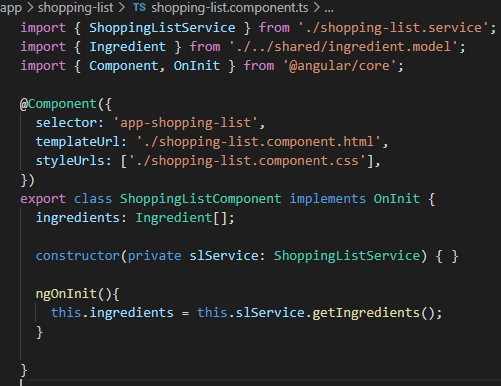 app > shopping-list > TS shopping-list.component.ts > ...
import { ShoppingListService } from './shopping-list.service';
import { Ingredient } from './../shared/ingredient.model';
import { Component, OnInit } from '@angular/core';

@Component({
  selector: 'app-shopping-list',
  templateUrl: './shopping-list.component.html',
  styleUrls: ['./shopping-list.component.css'],
})
export class ShoppingListComponent implements OnInit {
  ingredients: Ingredient[];

  constructor(private slService: ShoppingListService) { }

  ngOnInit(){
    this.ingredients = this.slService.getIngredients();
  }

}